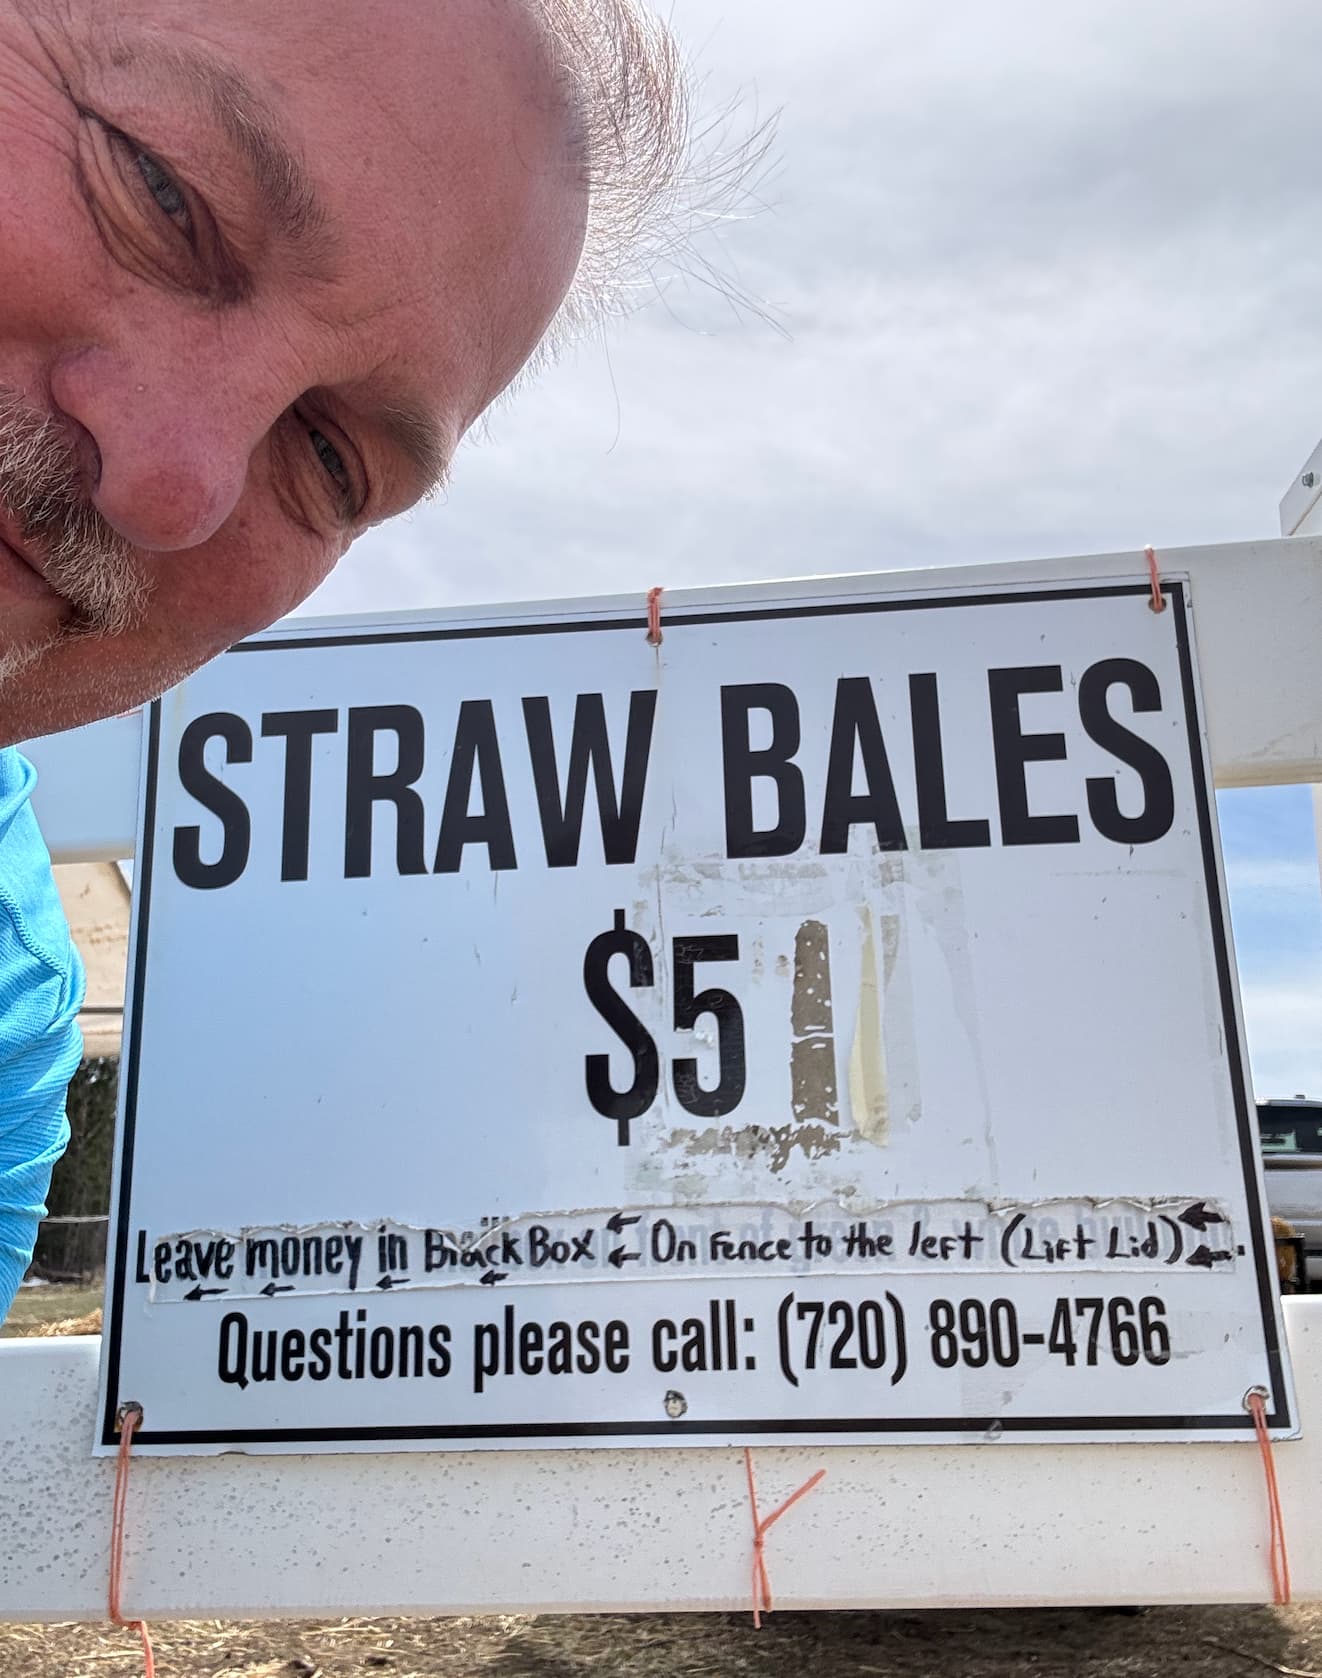 STRAW BALES
$5
Leave money in Black Box ← On Fence to the left (Lift Lid)
Questions please call: (720) 890-4766